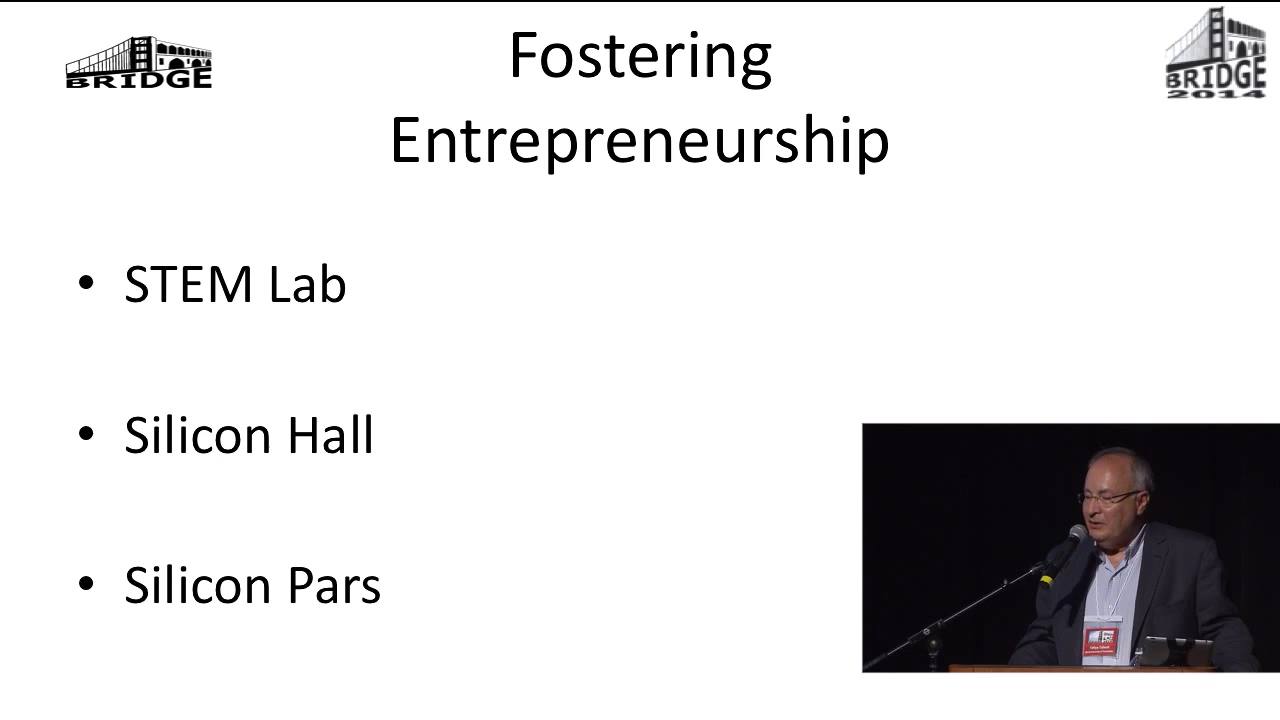 BRIDGE
Fostering
Entrepreneurship
BRIDGE
2014
• STEM Lab
• Silicon Hall
• Silicon Pars